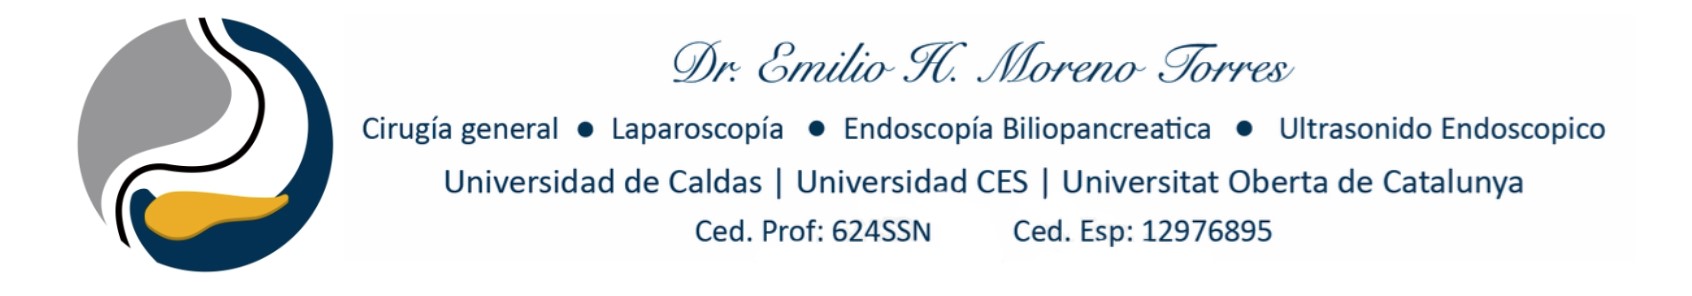 Dr. Emilio H. Moreno Torres
Cirugía general ● Laparoscopía ● Endoscopía Biliopancreatica ● Ultrasonido Endoscopico
Universidad de Caldas | Universidad CES | Universitat Oberta de Catalunya
Ced. Prof: 624SSN Ced. Esp: 12976895